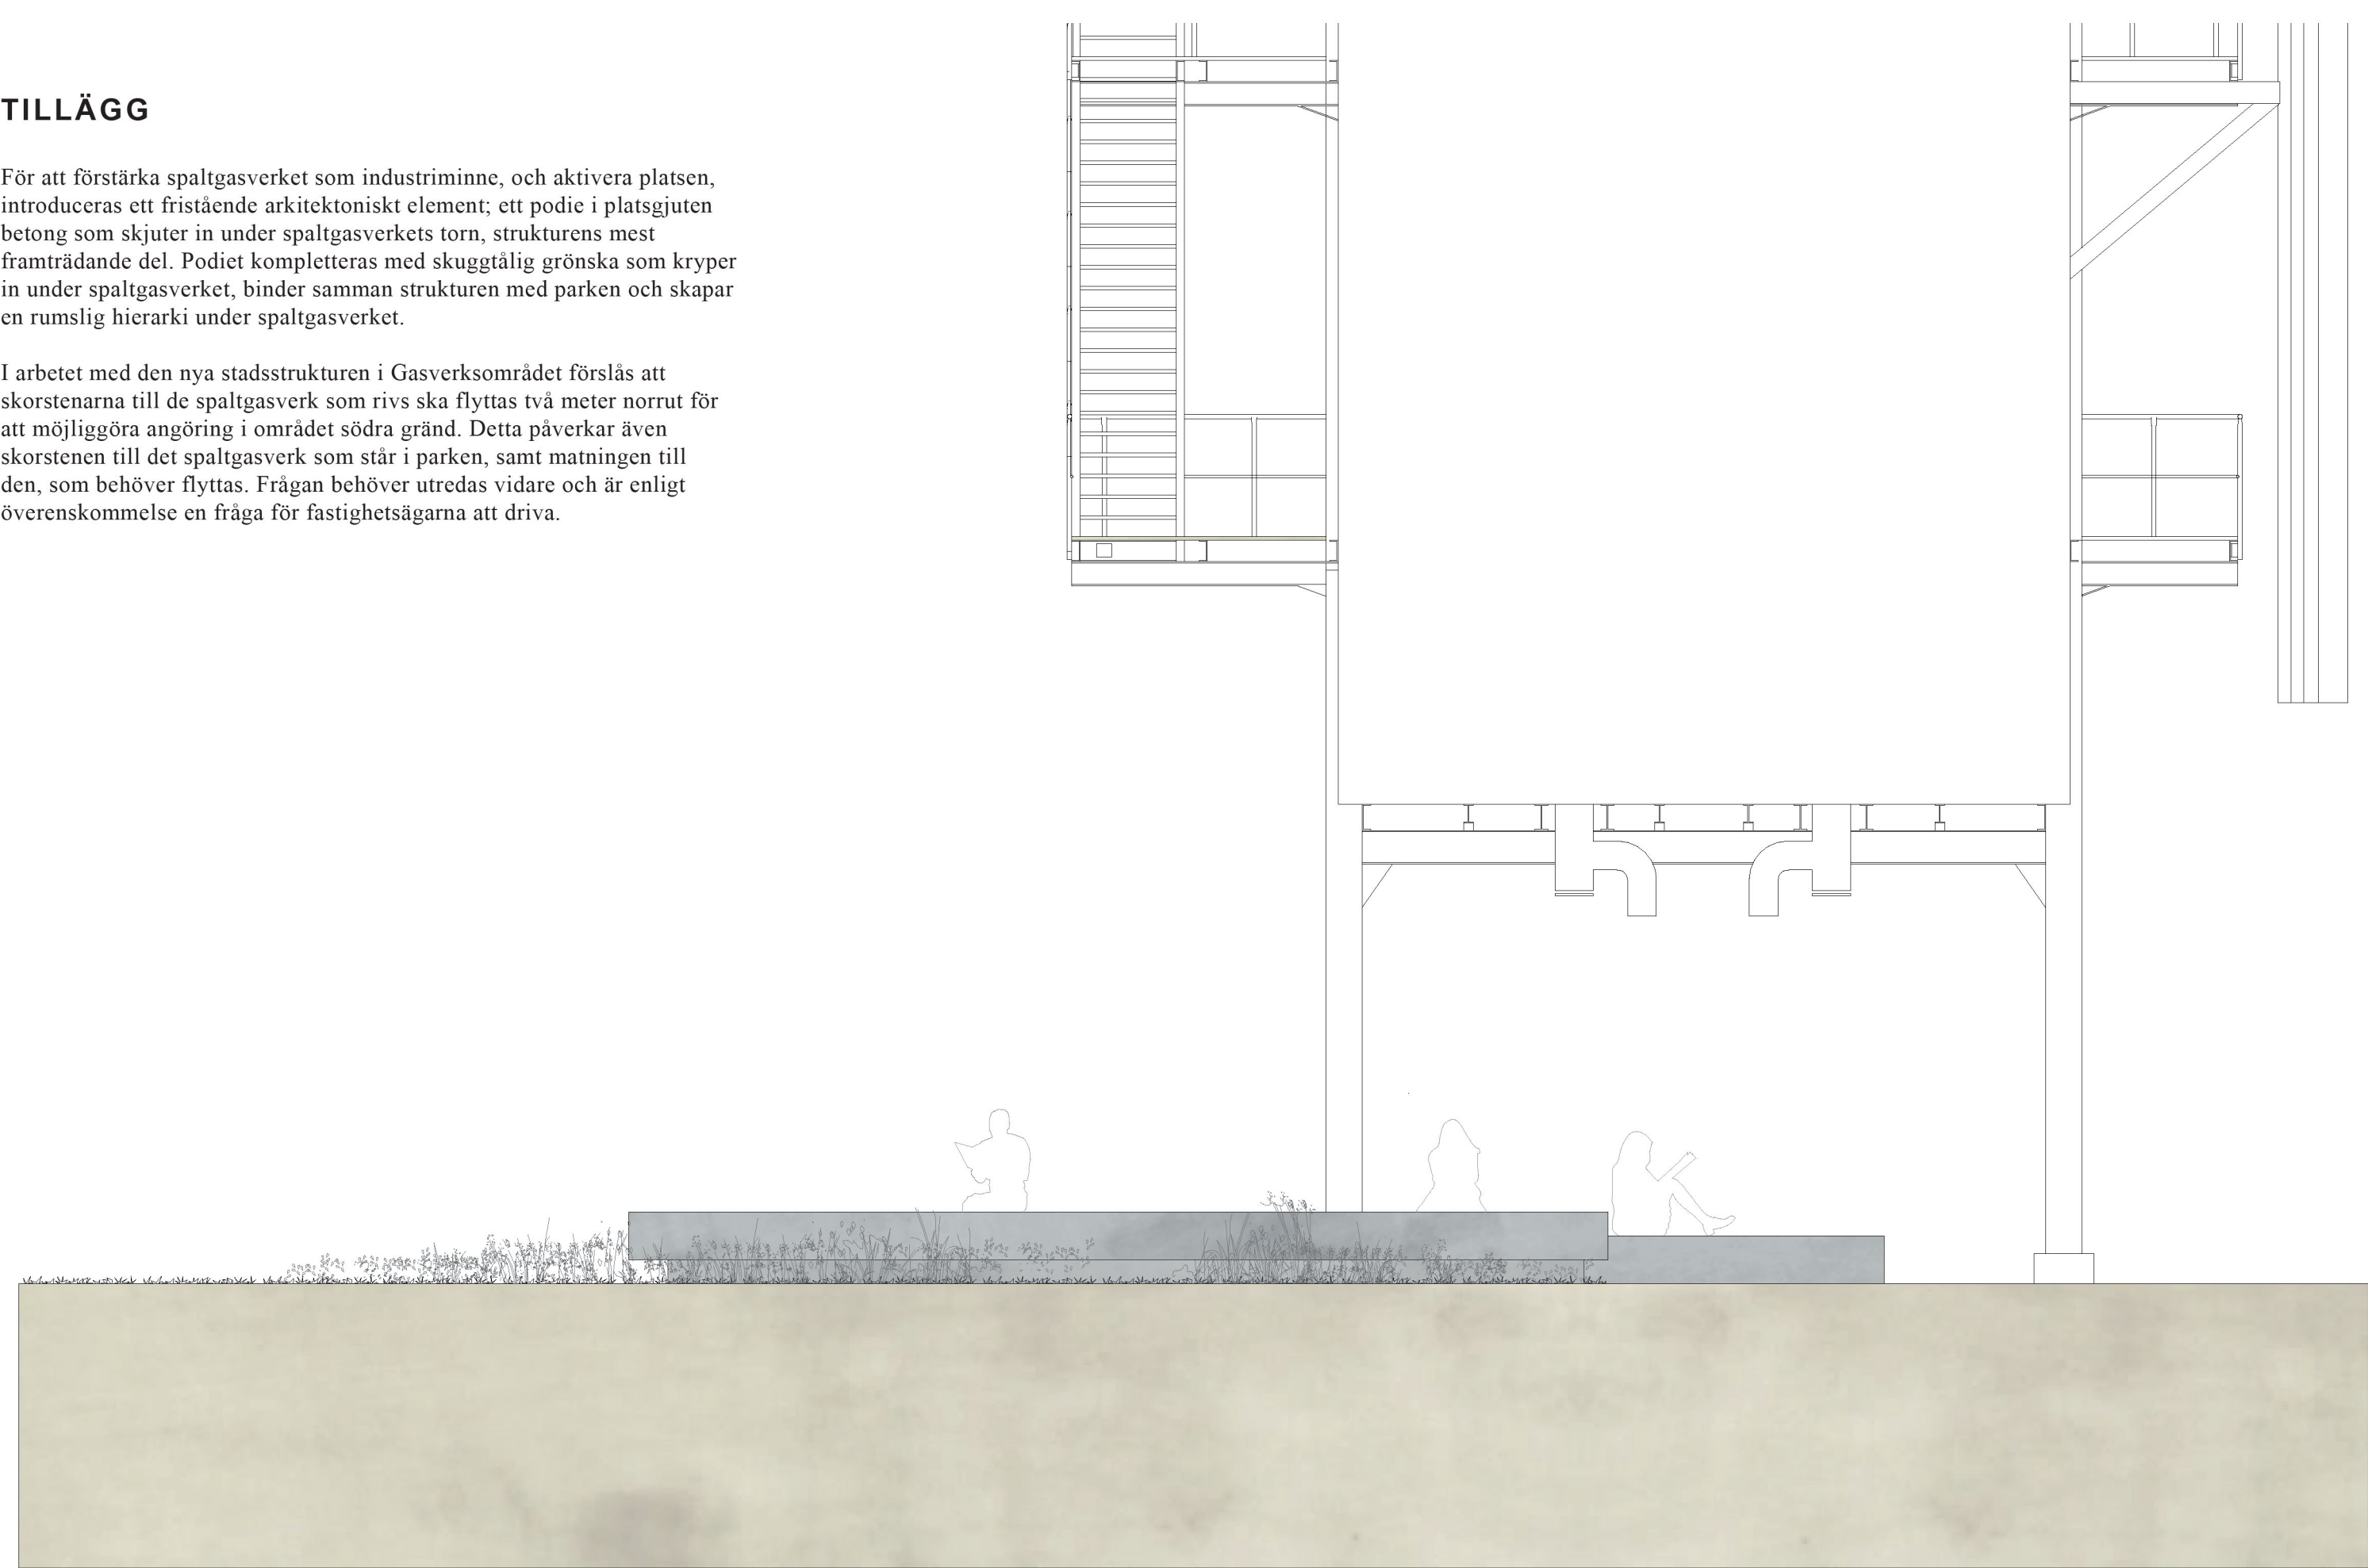 TILLÄGG
För att förstärka spaltgasverket som industriminne, och aktivera platsen,
introduceras ett fristående arkitektoniskt element; ett podie i platsgjuten
betong som skjuter in under spaltgasverkets torn, strukturens mest
framträdande del. Podiet kompletteras med skuggtålig grönska som kryper
in under spaltgasverket, binder samman strukturen med parken och skapar
en rumslig hierarki under spaltgasverket.
I arbetet med den nya stadsstrukturen i Gasverksområdet förslås att
skorstenarna till de spaltgasverk som rivs ska flyttas två meter norrut för
att möjliggöra angöring i området södra gränd. Detta påverkar även
skorstenen till det spaltgasverk som står i parken, samt matningen till
den, som behöver flyttas. Frågan behöver utredas vidare och är enligt
överenskommelse en fråga för fastighetsägarna att driva.